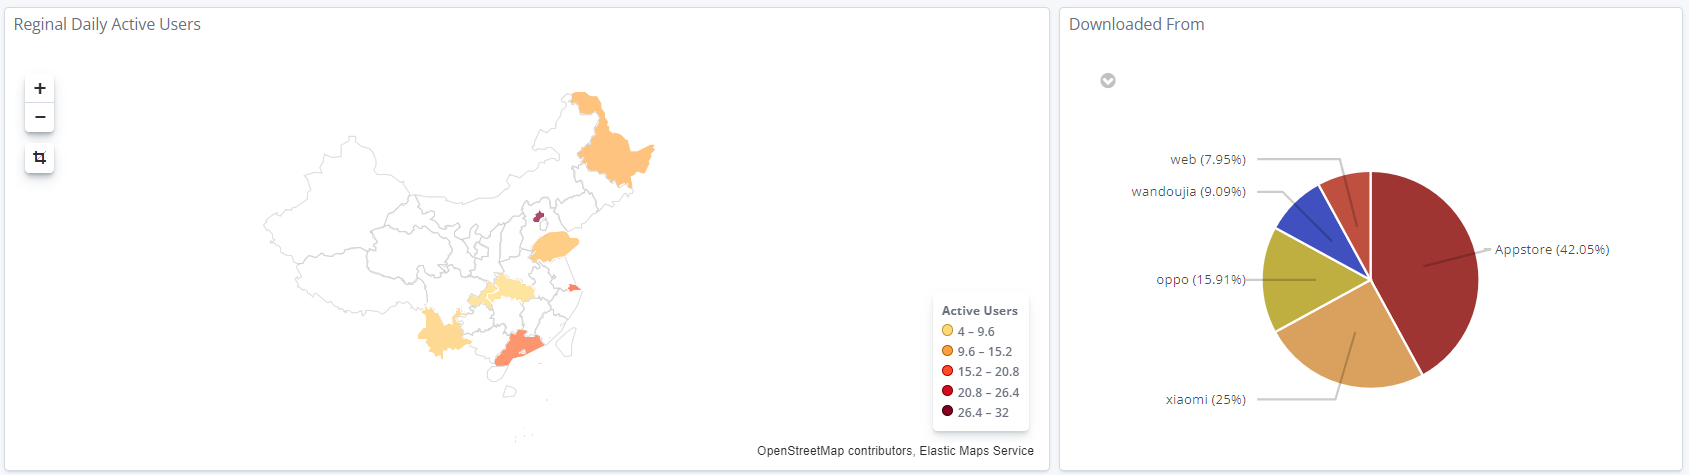 Reginal Daily Active Users
+
−
Active Users
4 – 9.6
9.6 – 15.2
15.2 – 20.8
20.8 – 26.4
26.4 – 32
OpenStreetMap contributors, Elastic Maps Service
Downloaded From
web (7.95%)
wandoujia (9.09%)
Appstore (42.05%)
oppo (15.91%)
xiaomi (25%)